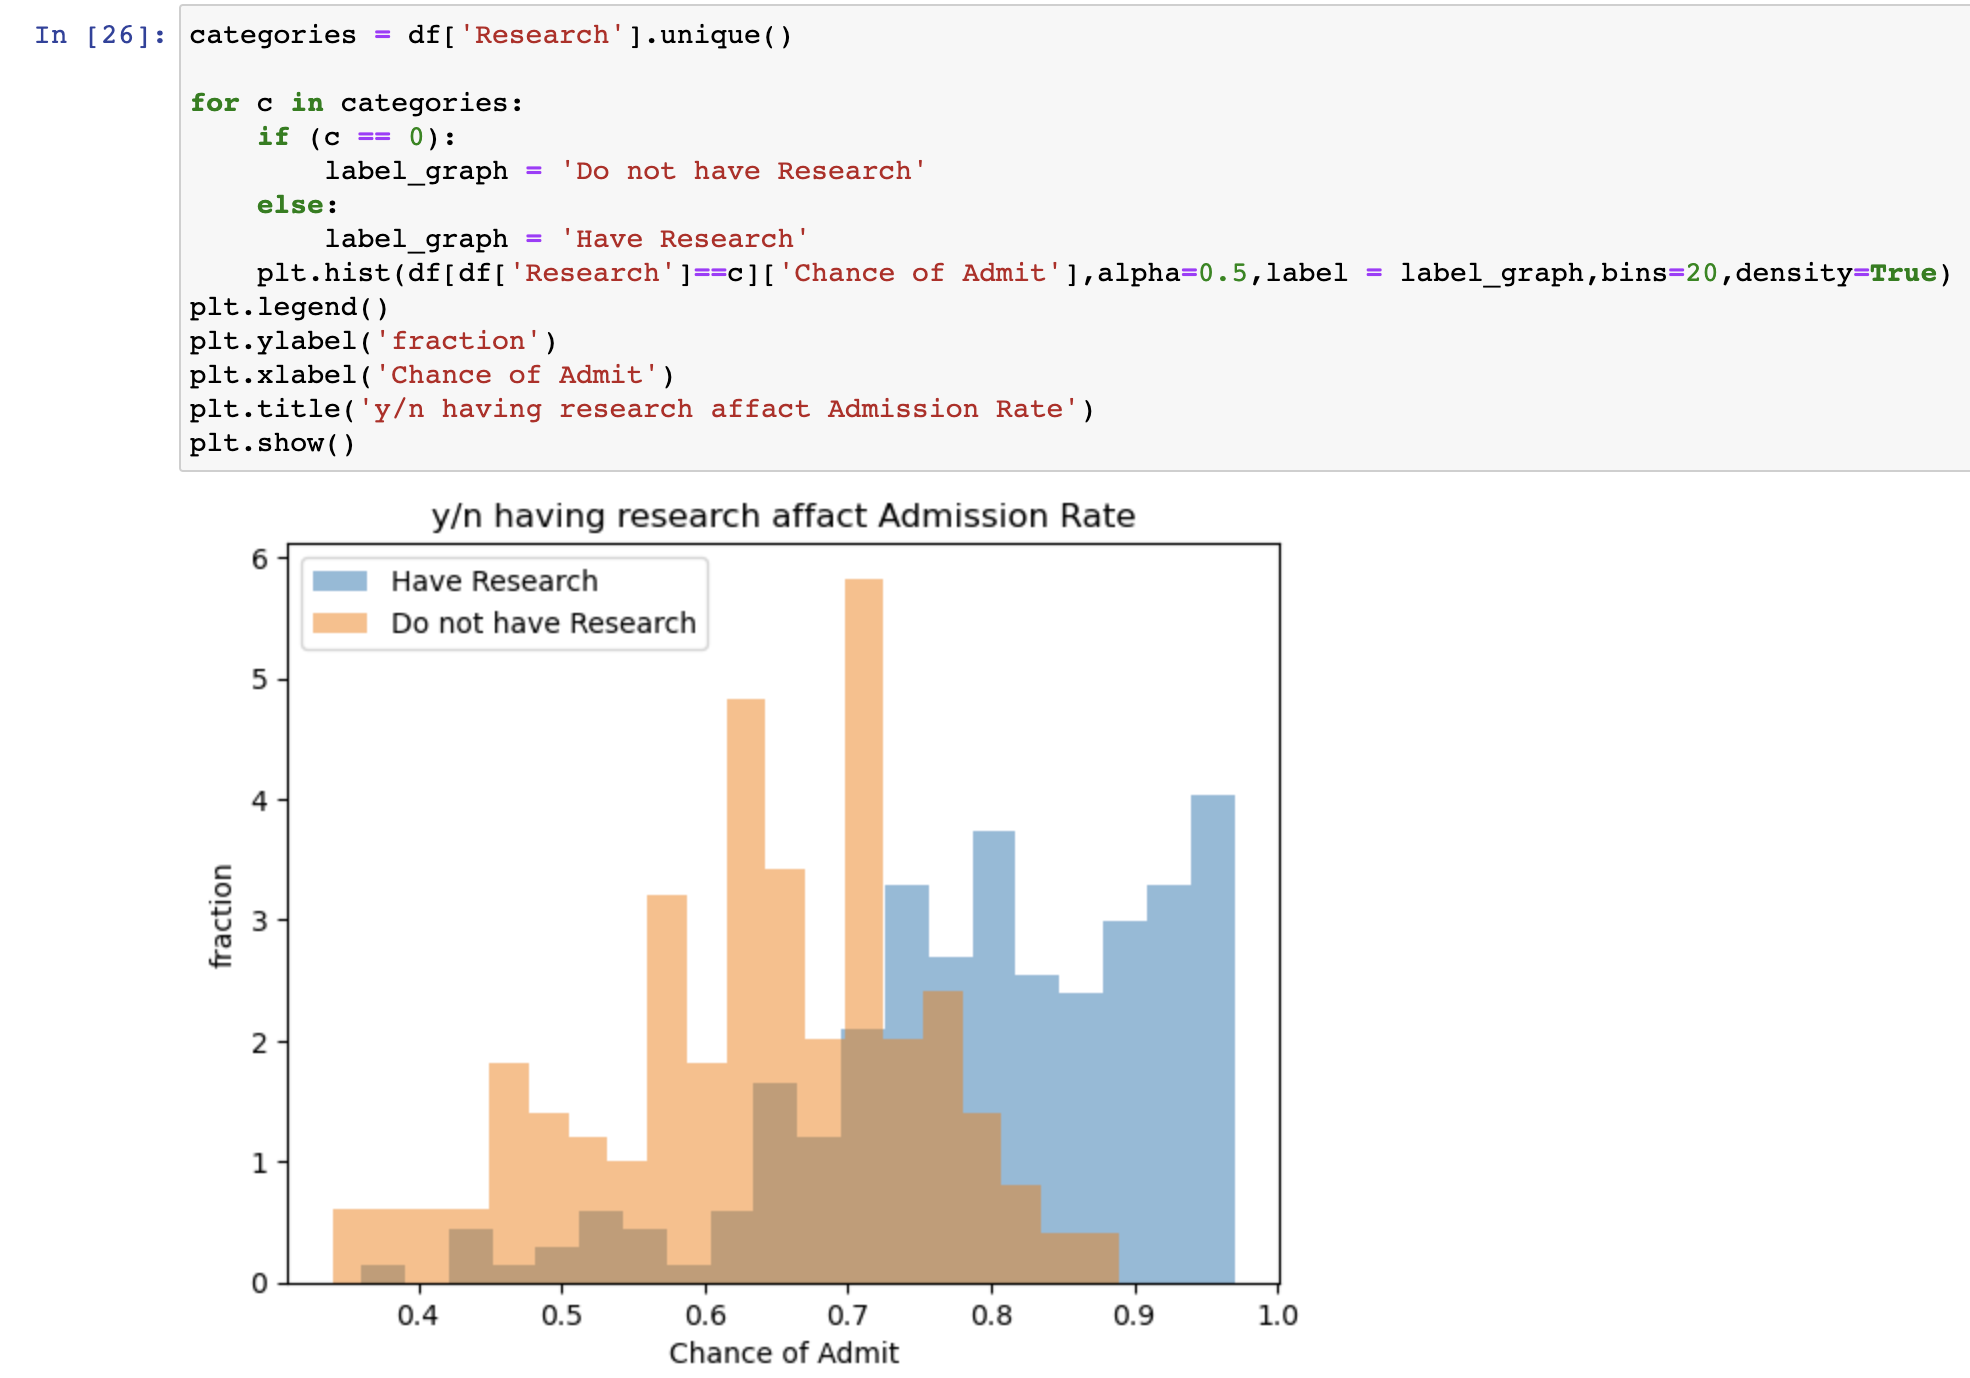 In [26]: categories = df['Research'].unique()
for c in categories:
    if (c == 0):
        label_graph = 'Do not have Research'
    else:
        label_graph = 'Have Research'
    plt.hist(df[df['Research']==c]['Chance of Admit'],alpha=0.5,label = label_graph,bins=20,density=True)
plt.legend()
plt.ylabel('fraction')
plt.xlabel('Chance of Admit')
plt.title('y/n having research affact Admission Rate')
plt.show()
y/n having research affact Admission Rate
Have Research
Do not have Research
6
5
4
3
2
1
0
fraction
0.4 0.5 0.6 0.7 0.8 0.9 1.0
Chance of Admit